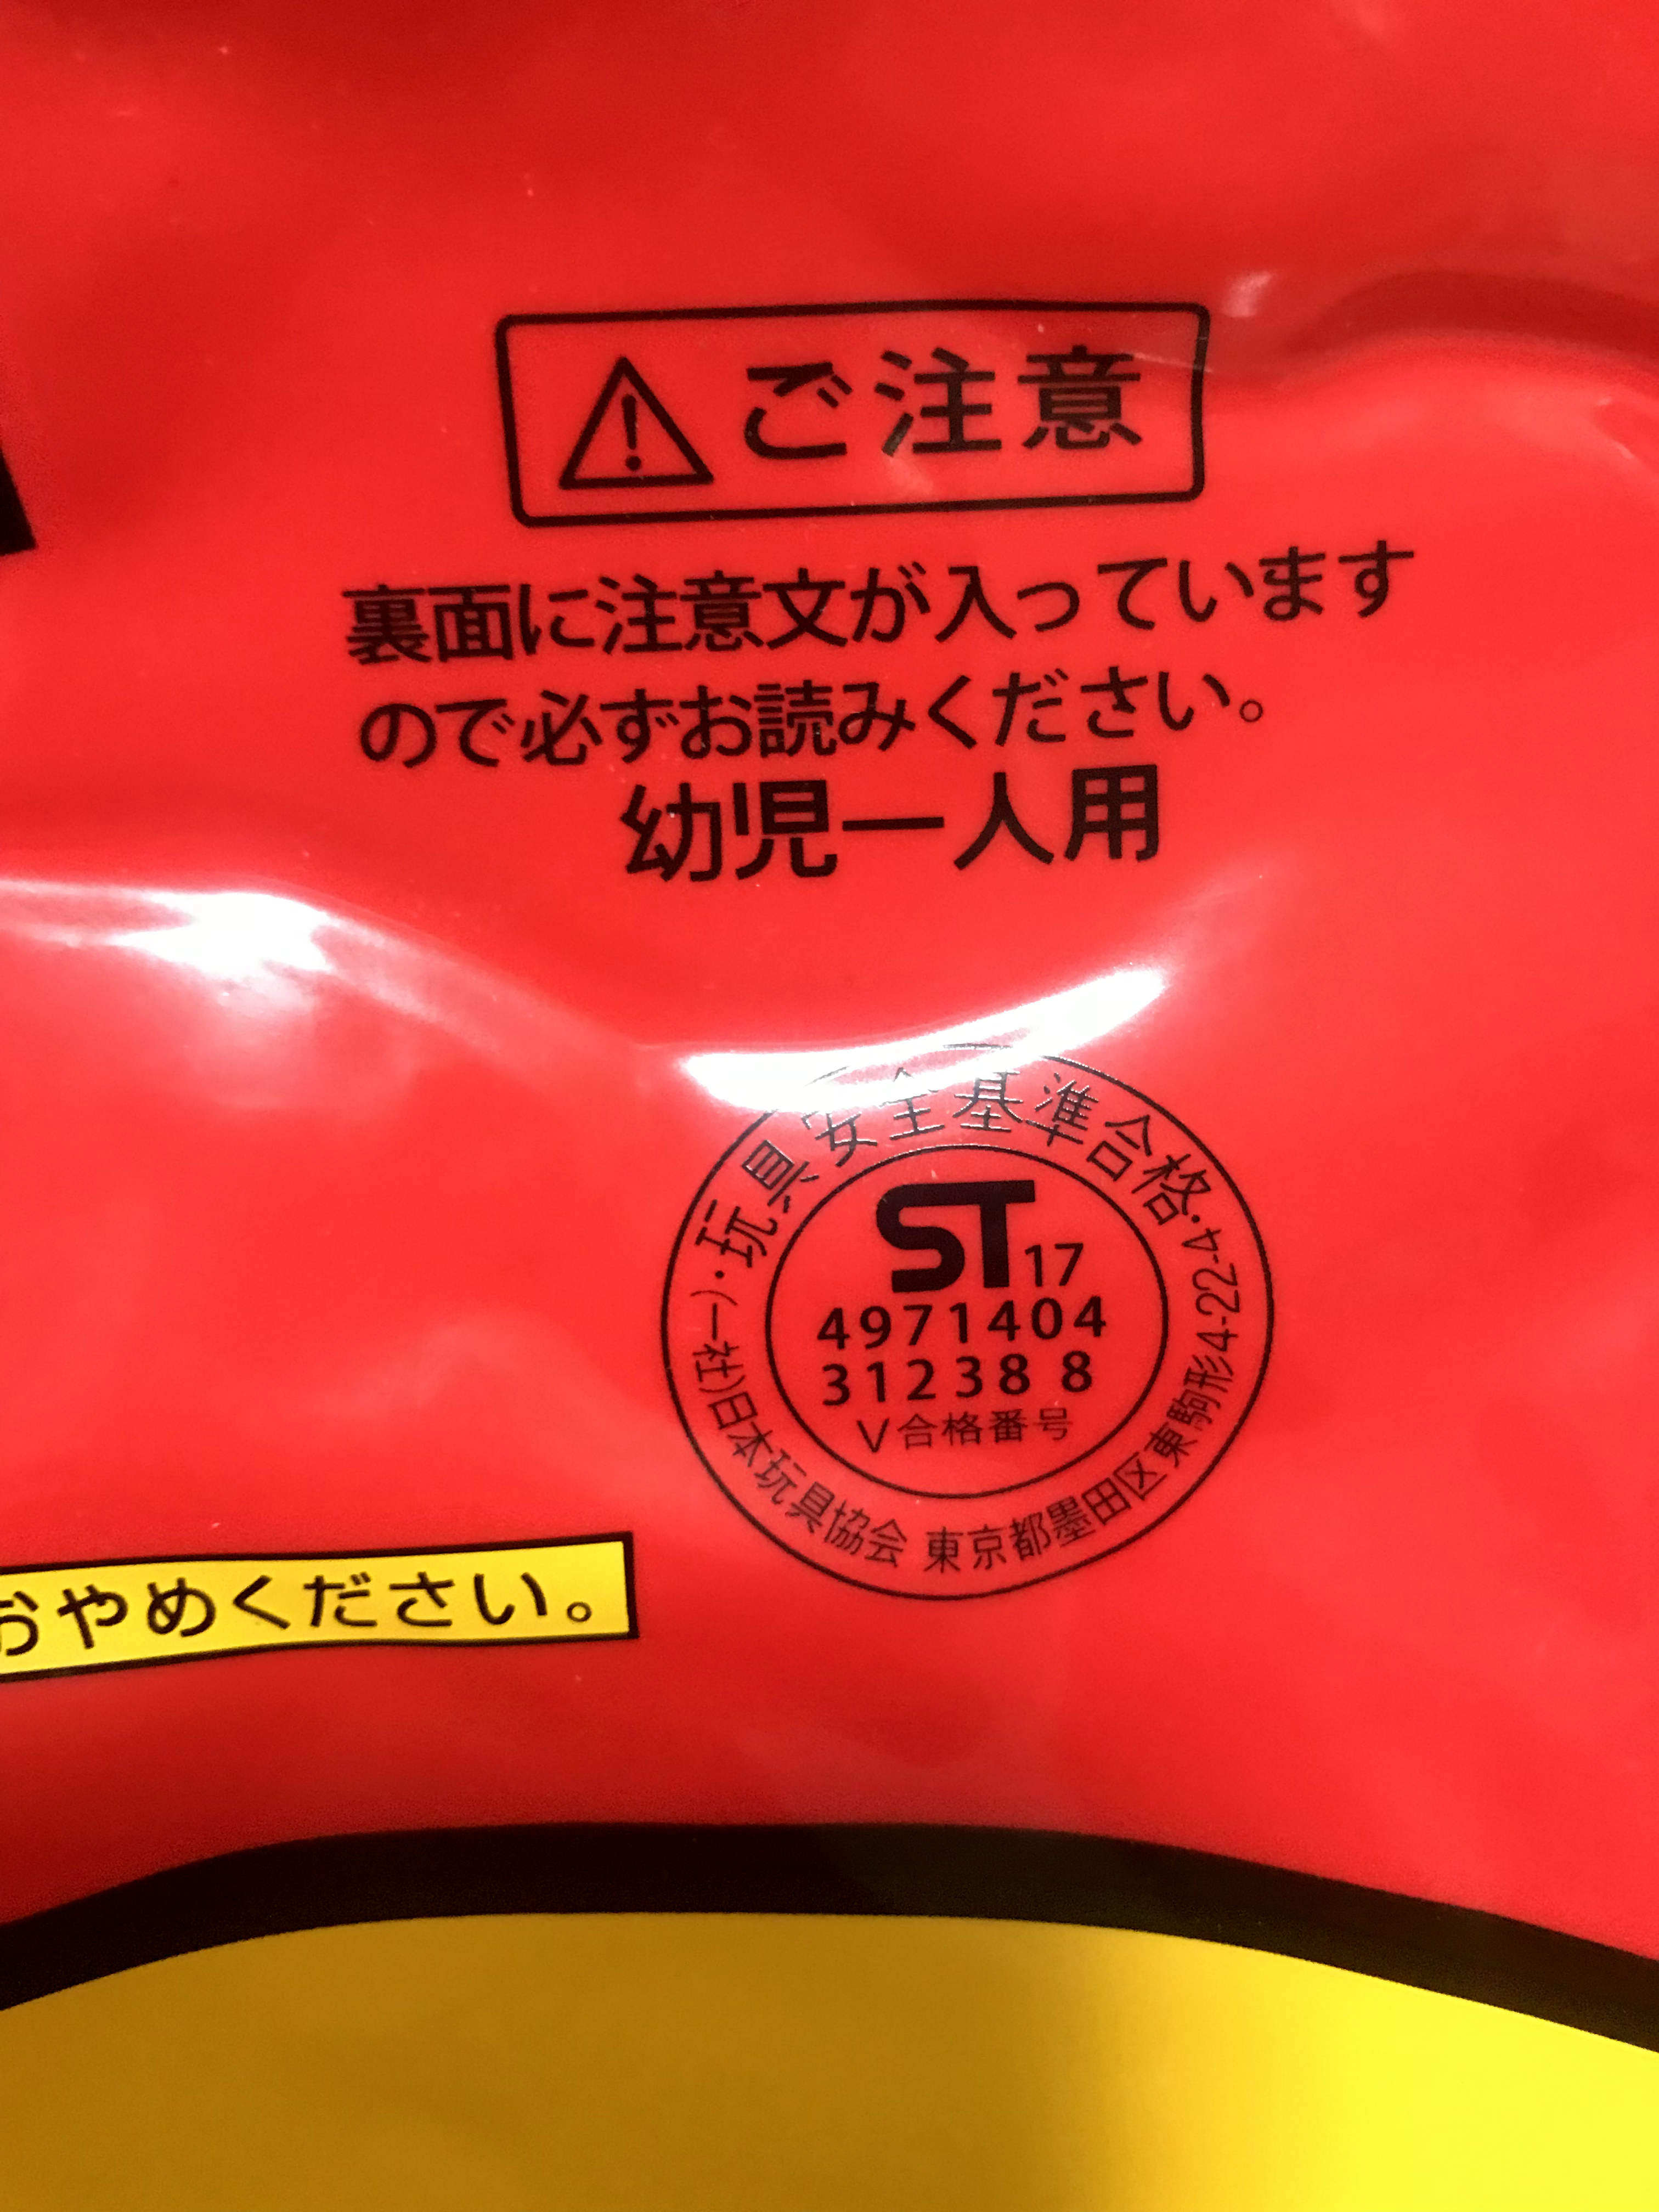 ご注意
裏面に注意文が入っています
ので必ずお読みください。
幼児一人用
玩具安全基準合格・
(一社)日本玩具協会 東京都墨田区東駒形4-22-4
ST17
4971404
312388
V合格番号
おやめください。